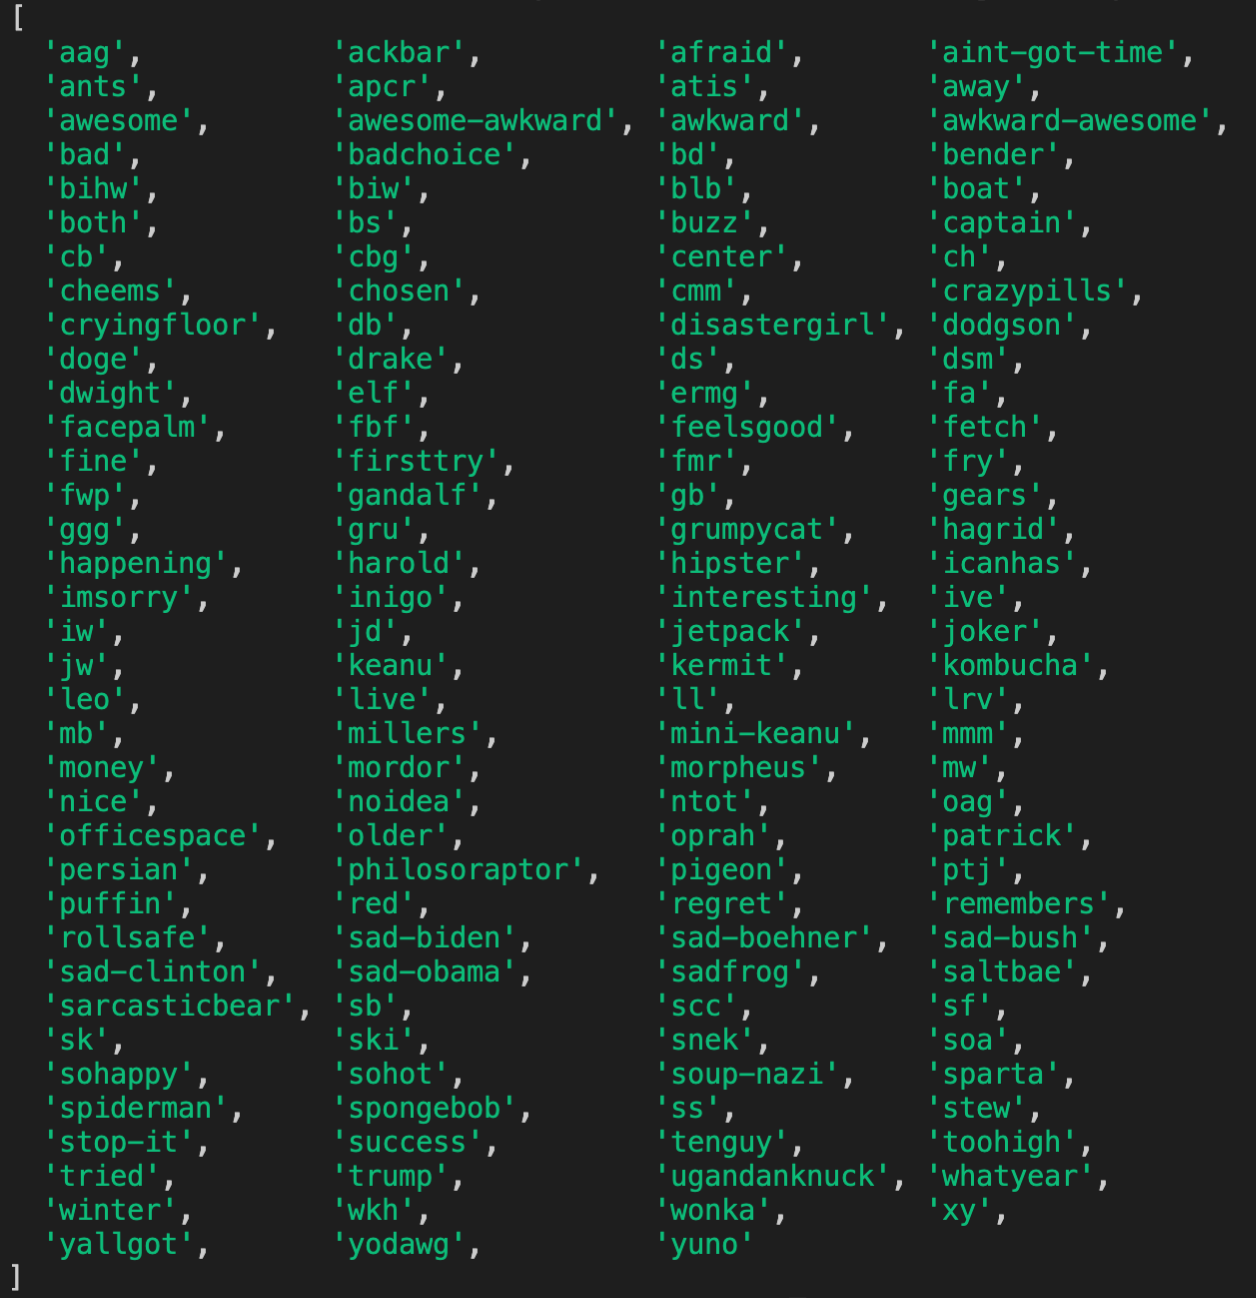 [
'aag', 'ackbar', 'afraid', 'aint-got-time',
'ants', 'apcr', 'atis', 'away',
'awesome', 'awesome-awkward', 'awkward', 'awkward-awesome',
'bad', 'badchoice', 'bd', 'bender',
'bihw', 'biw', 'blb', 'boat',
'both', 'bs', 'buzz', 'captain',
'cb', 'cbg', 'center', 'ch',
'cheems', 'chosen', 'cmm', 'crazypills',
'cryingfloor', 'db', 'disastergirl', 'dodgson',
'doge', 'drake', 'ds', 'dsm',
'dwight', 'elf', 'ermg', 'fa',
'facepalm', 'fbf', 'feelsgood', 'fetch',
'fine', 'firsttry', 'fmr', 'fry',
'fwp', 'gandalf', 'gb', 'gears',
'ggg', 'gru', 'grumpycat', 'hagrid',
'happening', 'harold', 'hipster', 'icanhas',
'imsorry', 'inigo', 'interesting', 'ive',
'iw', 'jd', 'jetpack', 'joker',
'jw', 'keanu', 'kermit', 'kombucha',
'leo', 'live', 'll', 'lrv',
'mb', 'millers', 'mini-keanu', 'mmm',
'money', 'mordor', 'morpheus', 'mw',
'nice', 'noidea', 'ntot', 'oag',
'officespace', 'older', 'oprah', 'patrick',
'persian', 'philosoraptor', 'pigeon', 'ptj',
'puffin', 'red', 'regret', 'remembers',
'rollsafe', 'sad-biden', 'sad-boehner', 'sad-bush',
'sad-clinton', 'sad-obama', 'sadfrog', 'saltbae',
'sarcasticbear', 'sb', 'scc', 'sf',
'sk', 'ski', 'snek', 'soa',
'sohappy', 'sohot', 'soup-nazi', 'sparta',
'spiderman', 'spongebob', 'ss', 'stew',
'stop-it', 'success', 'tenguy', 'toohigh',
'tried', 'trump', 'ugandanknuck', 'whatyear',
'winter', 'wkh', 'wonka', 'xy',
'yallgot', 'yodawg', 'yuno'
]